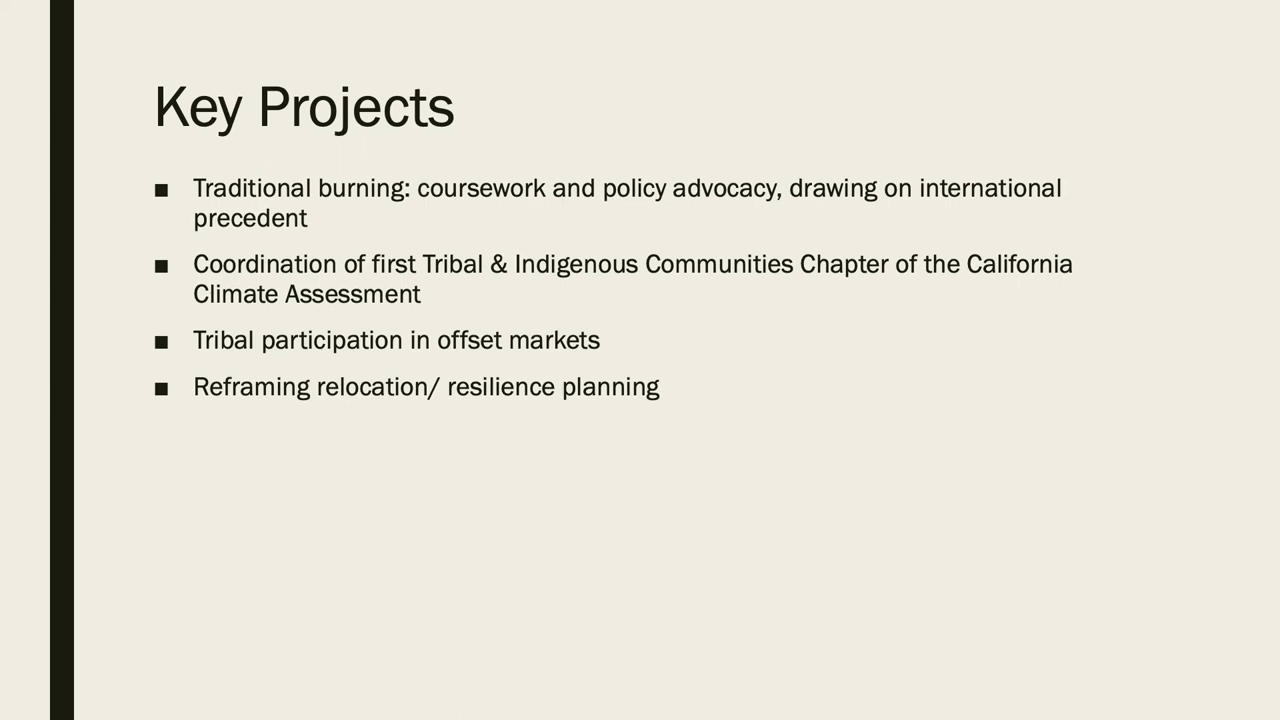 Key Projects
■ Traditional burning: coursework and policy advocacy, drawing on international
precedent
■ Coordination of first Tribal & Indigenous Communities Chapter of the California
Climate Assessment
■ Tribal participation in offset markets
■ Reframing relocation/ resilience planning